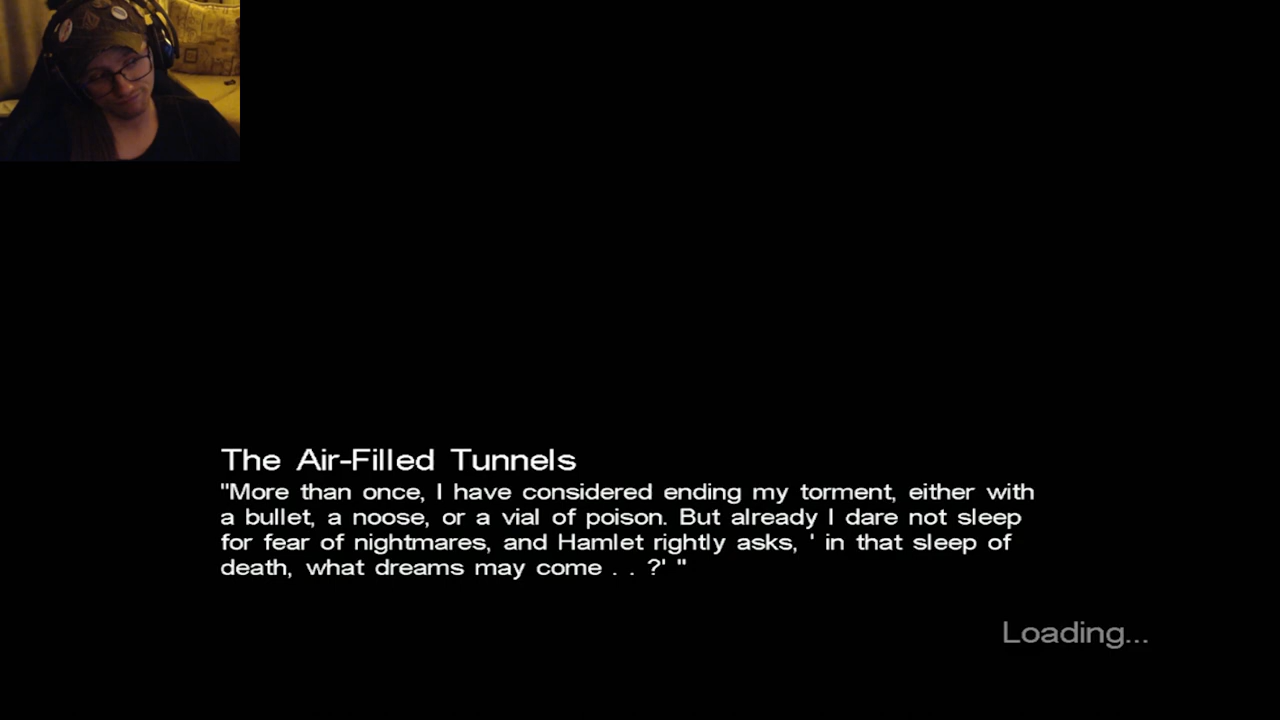 The Air-Filled Tunnels
"More than once, I have considered ending my torment, either with
a bullet, a noose, or a vial of poison. But already I dare not sleep
for fear of nightmares, and Hamlet rightly asks, ' in that sleep of
death, what dreams may come . . ?' "
Loading...